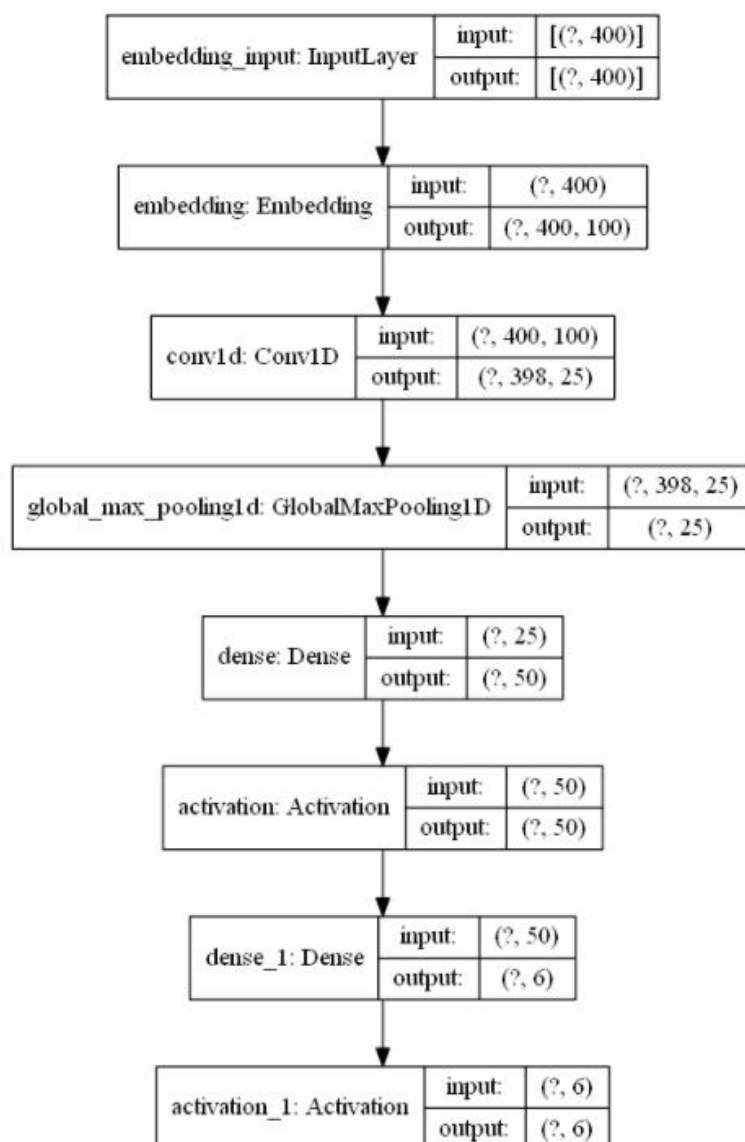 embedding_input: InputLayer
input: [(?, 400)]
output: [(?, 400)]
embedding: Embedding
input: (?, 400)
output: (?, 400, 100)
conv1d: Conv1D
input: (?, 400, 100)
output: (?, 398, 25)
global_max_pooling1d: GlobalMaxPooling1D
input: (?, 398, 25)
output: (?, 25)
dense: Dense
input: (?, 25)
output: (?, 50)
activation: Activation
input: (?, 50)
output: (?, 50)
dense_1: Dense
input: (?, 50)
output: (?, 6)
activation_1: Activation
input: (?, 6)
output: (?, 6)